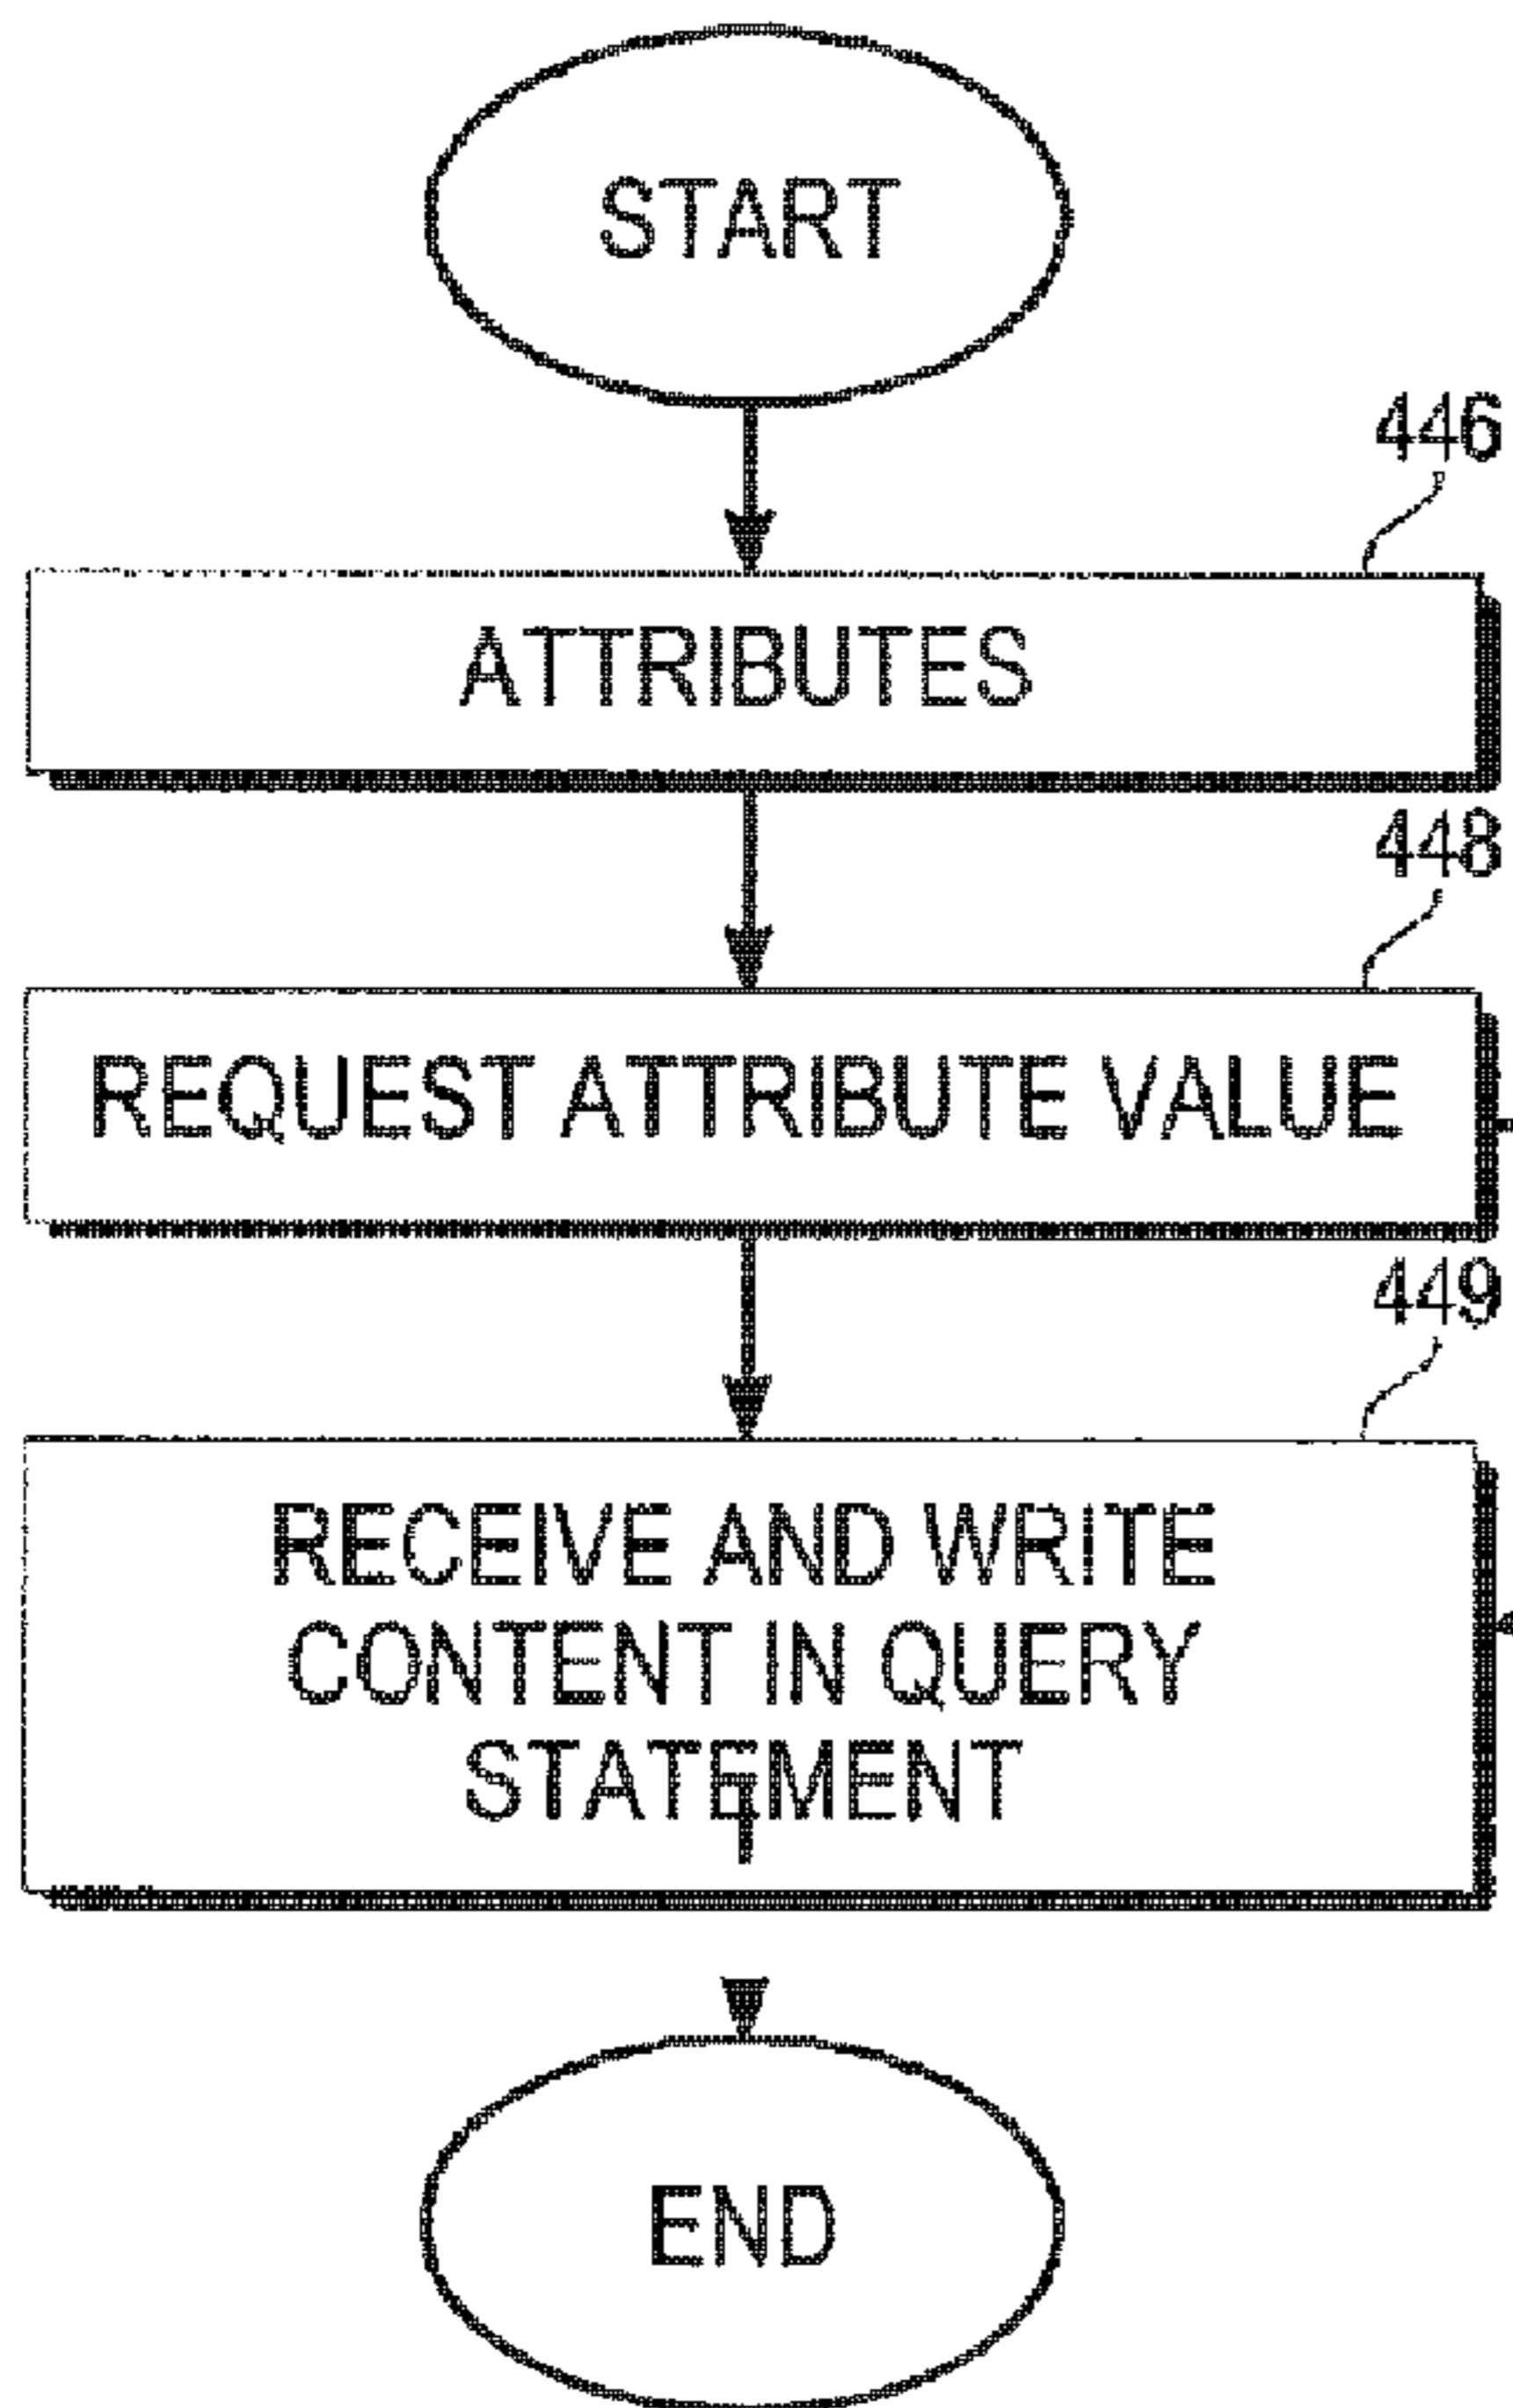 START
446
ATTRIBUTES
448
REQUEST ATTRIBUTE VALUE
449
RECEIVE AND WRITE
CONTENT IN QUERY
STATEMENT
END